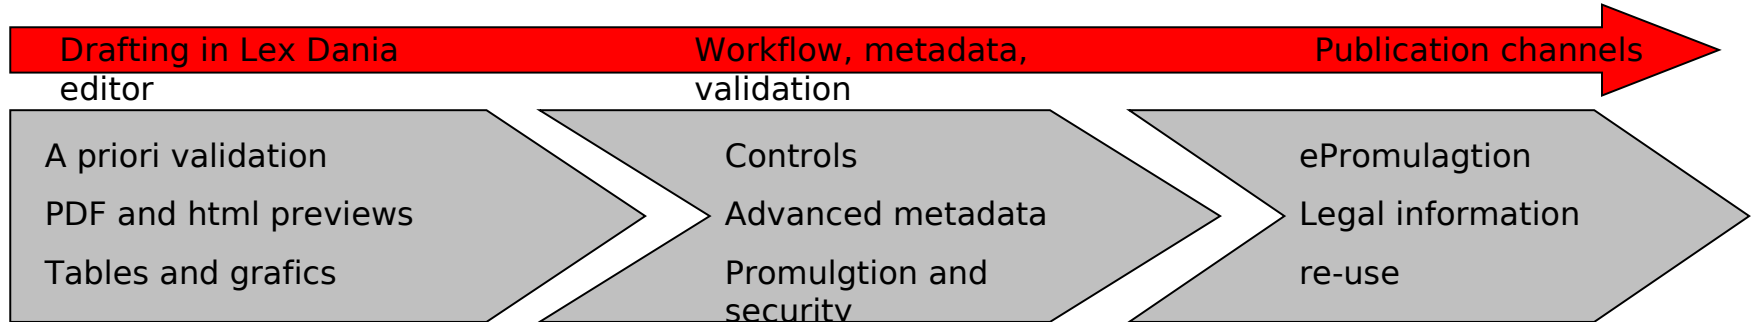 Drafting in Lex Dania
editor
Workflow, metadata,
validation
Publication channels
A priori validation
PDF and html previews
Tables and grafics
Controls
Advanced metadata
Promulgtion and
security
ePromulagtion
Legal information
re-use